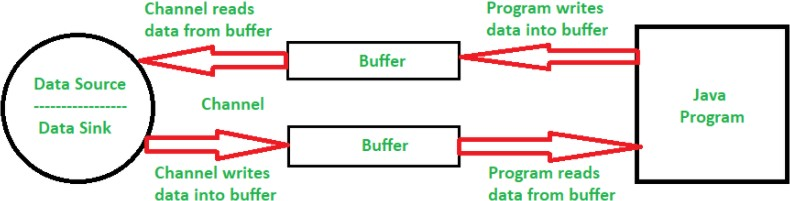 Channel reads
data from buffer
Program writes
data into buffer
Buffer
Data Source
-----------------
Data Sink
Channel
Java
Program
Buffer
Channel writes
data into buffer
Program reads
data from buffer